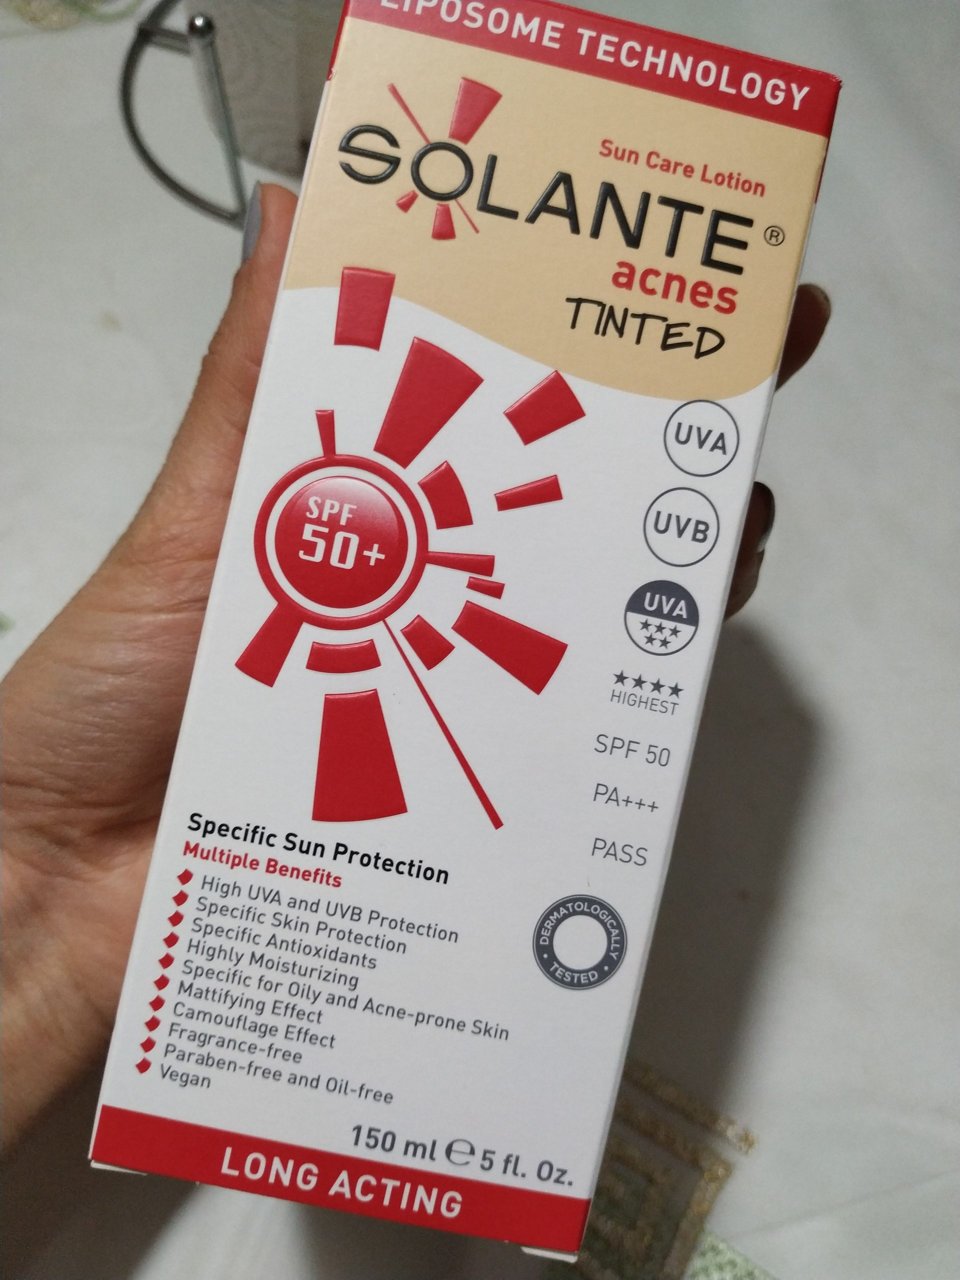 LIPOSOME TECHNOLOGY
Sun Care Lotion
SOLANTE®
acnes
TINTED
UVA
UVB
SPF
50+
UVA
HIGHEST
SPF 50
PA+++
PASS
DERMATOLOGICALLY
TESTED
Specific Sun Protection
Multiple Benefits
High UVA and UVB Protection
Specific Skin Protection
Specific Antioxidants
Highly Moisturizing
Specific for Oily and Acne-prone Skin
Mattifying Effect
Camouflage Effect
Fragrance-free
Paraben-free and Oil-free
Vegan
150 ml ℮ 5 fl. Oz.
LONG ACTING